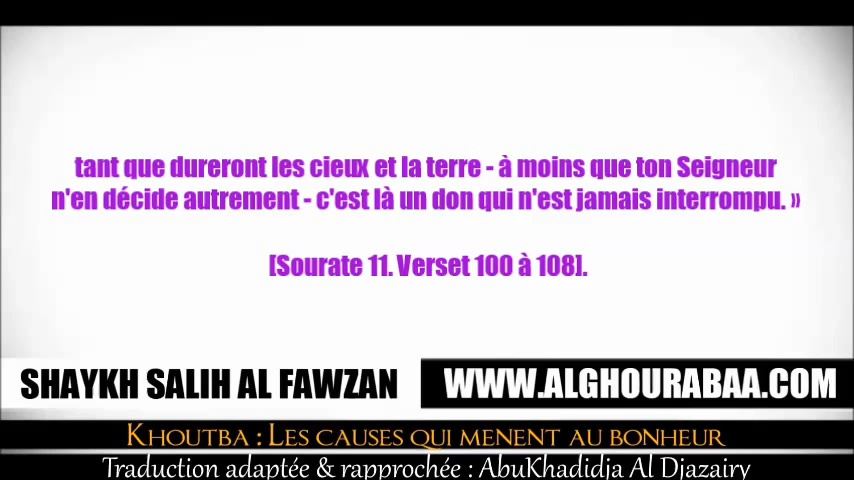 tant que dureront les cieux et la terre - à moins que ton Seigneur
n'en décide autrement - c'est là un don qui n'est jamais interrompu. »
[Sourate 11. Verset 100 à 108].
SHAYKH SALIH AL FAWZAN
WWW.ALGHOURABAA.COM
Khoutba : Les causes qui menent au bonheur
Traduction adaptée & rapprochée : AbuKhadidja Al Djazairy